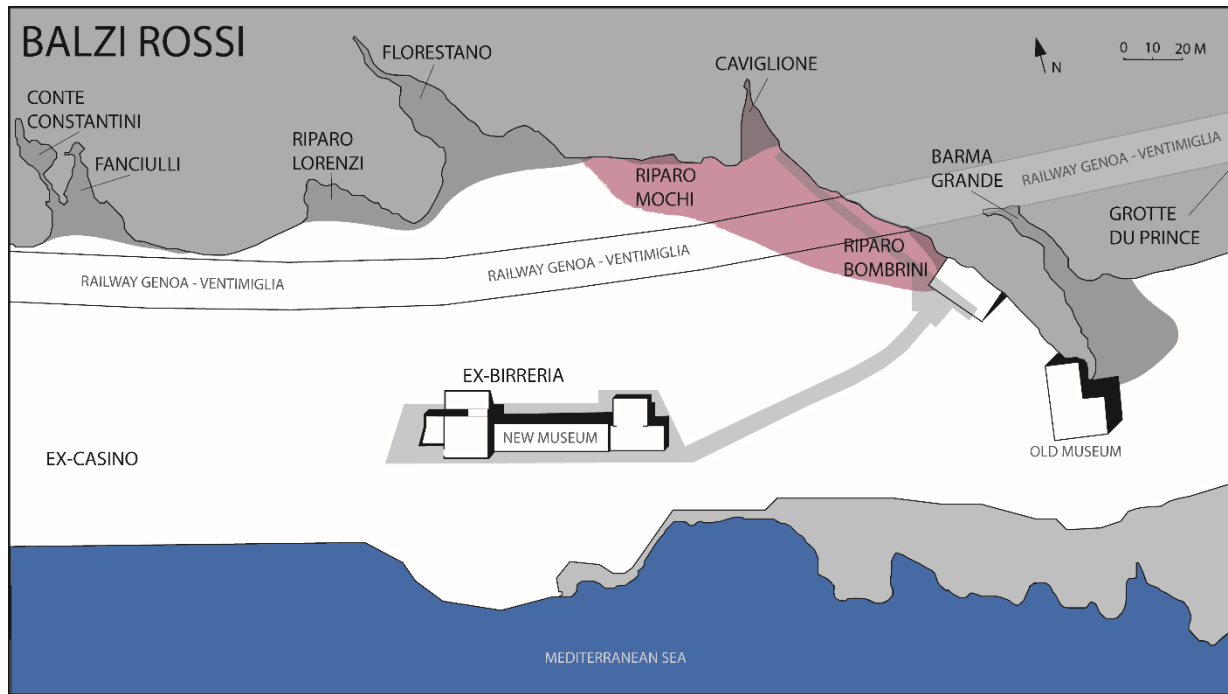 BALZI ROSSI
FLORESTANO
CAVIGLIONE
N
0 10 20 M
CONTE
CONSTANTINI
FANCIULLI
RIPARO
LORENZI
RIPARO
MOCHI
BARMA
GRANDE
RAILWAY GENOA - VENTIMIGLIA
GROTTE
DU PRINCE
RIPARO
BOMBRINI
RAILWAY GENOA - VENTIMIGLIA
RAILWAY GENOA - VENTIMIGLIA
EX-BIRRERIA
NEW MUSEUM
EX-CASINO
OLD MUSEUM
MEDITERRANEAN SEA